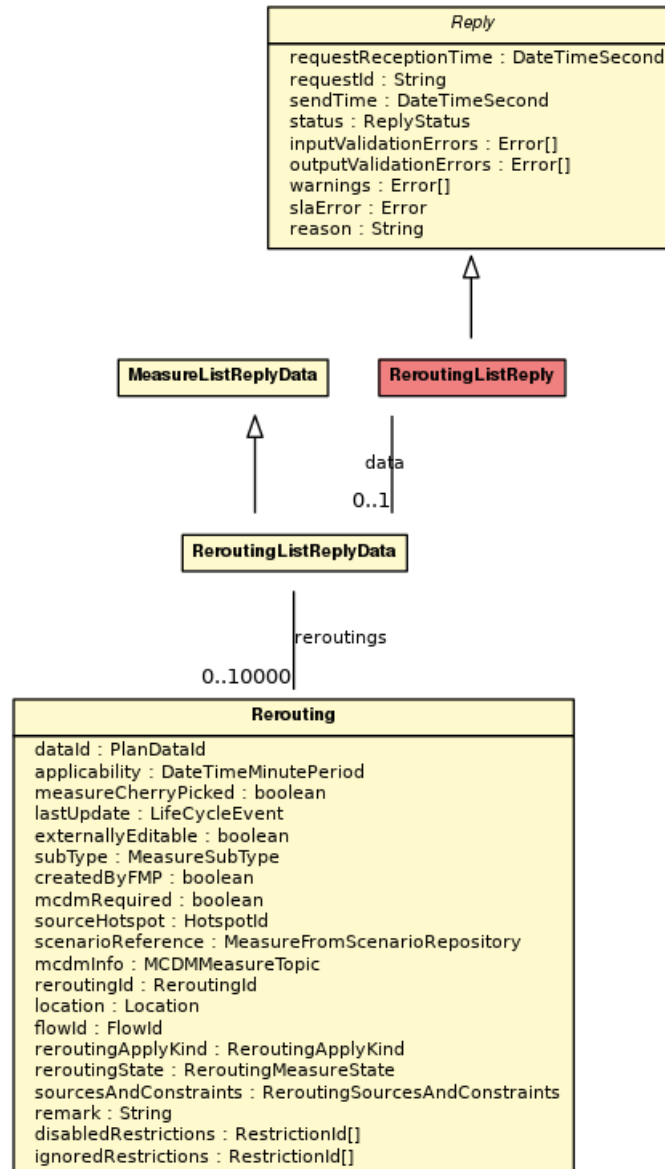 Reply
requestReceptionTime : DateTimeSecond
requestId : String
sendTime : DateTimeSecond
status : ReplyStatus
inputValidationErrors : Error[]
outputValidationErrors : Error[]
warnings : Error[]
slaError : Error
reason : String
MeasureListReplyData
ReroutingListReply
data
0..1
ReroutingListReplyData
reroutings
0..10000
Rerouting
dataId : PlanDataId
applicability : DateTimeMinutePeriod
measureCherryPicked : boolean
lastUpdate : LifeCycleEvent
externallyEditable : boolean
subType : MeasureSubType
createdByFMP : boolean
mcdmRequired : boolean
sourceHotspot : HotspotId
scenarioReference : MeasureFromScenarioRepository
mcdmInfo : MCDMMeasureTopic
reroutingId : ReroutingId
location : Location
flowId : FlowId
reroutingApplyKind : ReroutingApplyKind
reroutingState : ReroutingMeasureState
sourcesAndConstraints : ReroutingSourcesAndConstraints
remark : String
disabledRestrictions : RestrictionId[]
ignoredRestrictions : RestrictionId[]